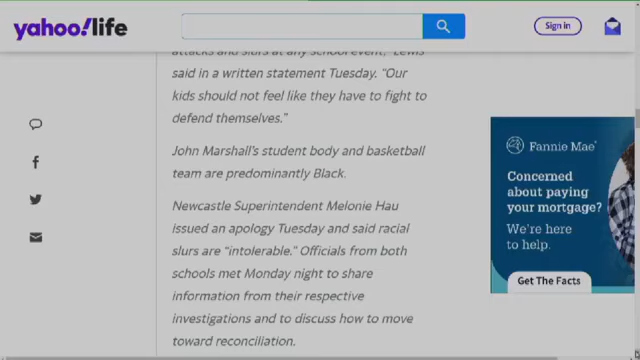 yahoo!life
Sign in
attacks and slurs at any school event," Lewis
said in a written statement Tuesday. "Our
kids should not feel like they have to fight to
defend themselves."
John Marshall's student body and basketball
team are predominantly Black.
Newcastle Superintendent Melonie Hau
issued an apology Tuesday and said racial
slurs are "intolerable." Officials from both
schools met Monday night to share
information from their respective
investigations and to discuss how to move
toward reconciliation.
Fannie Mae®
Concerned
about paying
your mortgage?
We're here
to help.
Get The Facts